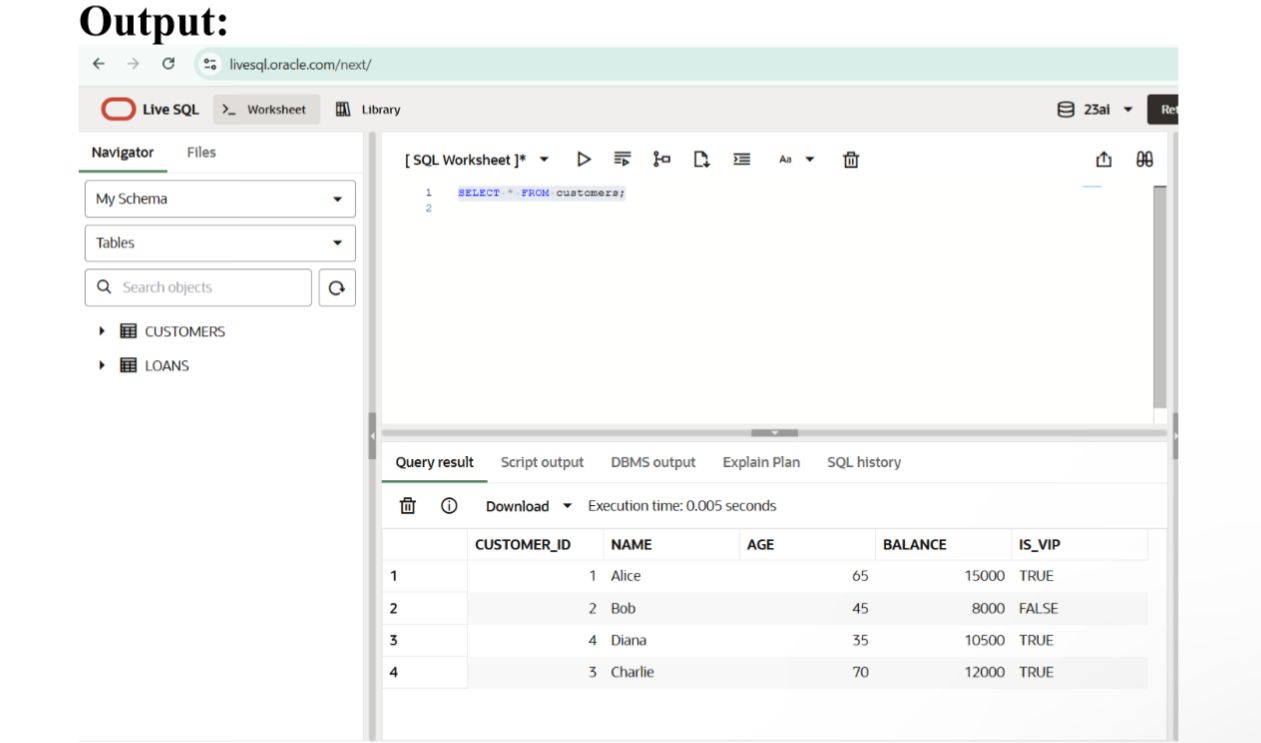 Output:
livesql.oracle.com/next/
Live SQL >_ Worksheet Library 23ai
Navigator Files
My Schema
Tables
Search objects
CUSTOMERS
LOANS
[ SQL Worksheet ]* Aa
1 SELECT * FROM customers;
2
Query result Script output DBMS output Explain Plan SQL history
Download Execution time: 0.005 seconds
CUSTOMER_ID NAME AGE BALANCE IS_VIP
1 1 Alice 65 15000 TRUE
2 2 Bob 45 8000 FALSE
3 4 Diana 35 10500 TRUE
4 3 Charlie 70 12000 TRUE